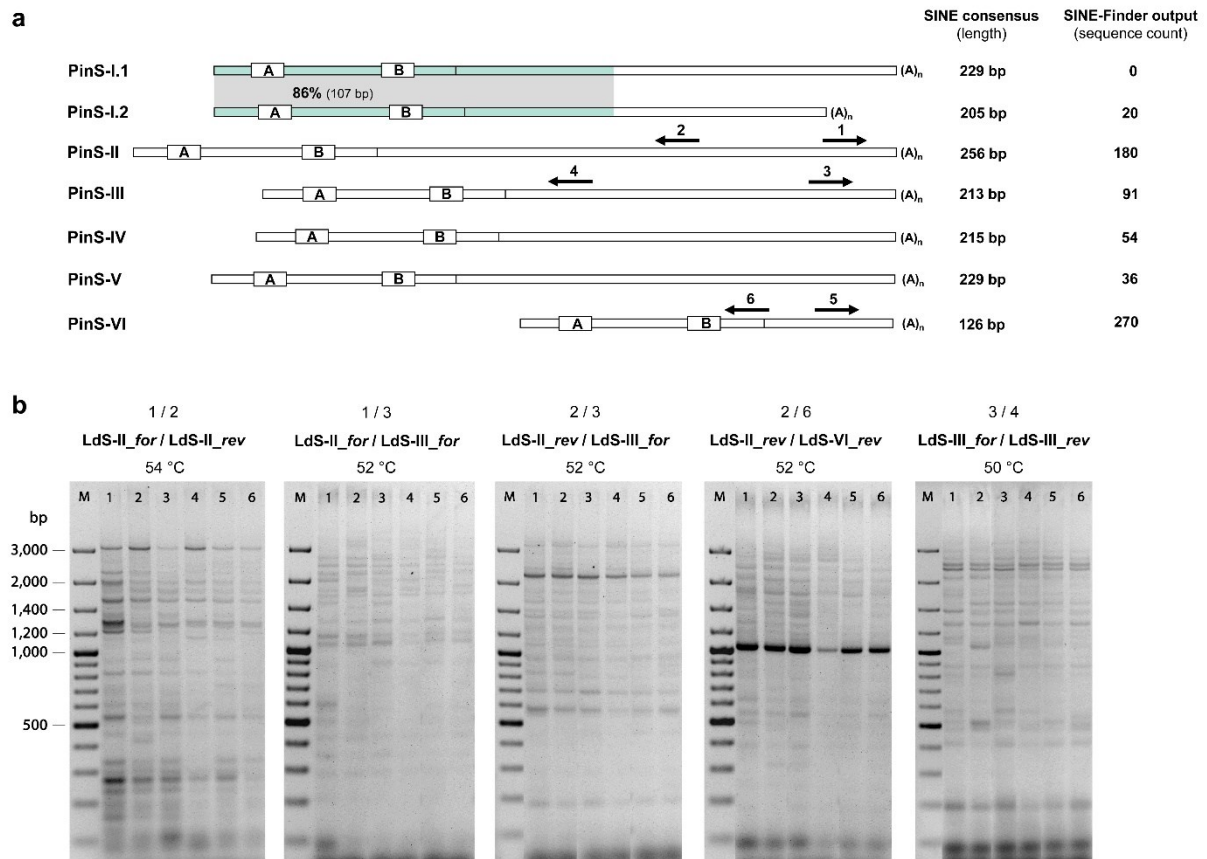 a
SINE consensus
(length)
SINE-Finder output
(sequence count)
PinS-I.1 A B (A)n 229 bp 0
86% (107 bp)
PinS-I.2 A B (A)n 205 bp 20
2 1
PinS-II A B (A)n 256 bp 180
4 3
PinS-III A B (A)n 213 bp 91
PinS-IV A B (A)n 215 bp 54
PinS-V A B (A)n 229 bp 36
6 5
PinS-VI A B (A)n 126 bp 270
b
1 / 2 1 / 3 2 / 3 2 / 6 3 / 4
LdS-II_for / LdS-II_rev LdS-II_for / LdS-III_for LdS-II_rev / LdS-III_for LdS-II_rev / LdS-VI_rev LdS-III_for / LdS-III_rev
54 °C 52 °C 52 °C 52 °C 50 °C
M 1 2 3 4 5 6 M 1 2 3 4 5 6 M 1 2 3 4 5 6 M 1 2 3 4 5 6 M 1 2 3 4 5 6
bp
3,000
2,000
1,400
1,200
1,000
500